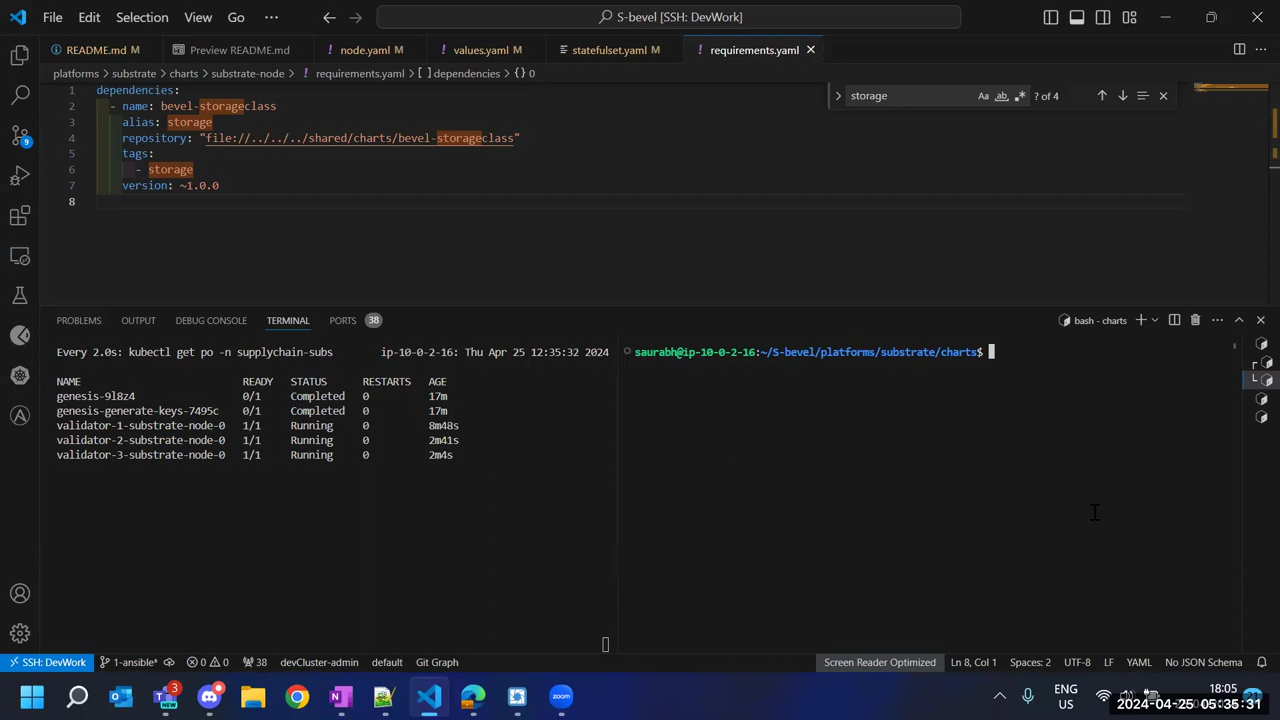 File Edit Selection View Go ··· S-bevel [SSH: DevWork]
README.md M Preview README.md node.yaml M values.yaml M statefulset.yaml M requirements.yaml
platforms > substrate > charts > substrate-node > requirements.yaml > [ ] dependencies > {} 0
storage Aa ab ? of 4
1 dependencies:
2 - name: bevel-storageclass
3 alias: storage
4 repository: "file://../../../shared/charts/bevel-storageclass"
5 tags:
6 - storage
7 version: ~1.0.0
8
9
PROBLEMS OUTPUT DEBUG CONSOLE TERMINAL PORTS 38 bash - charts
Every 2.0s: kubectl get po -n supplychain-subs ip-10-0-2-16: Thu Apr 25 12:35:32 2024
NAME READY STATUS RESTARTS AGE
genesis-9l8z4 0/1 Completed 0 17m
genesis-generate-keys-7495c 0/1 Completed 0 17m
validator-1-substrate-node-0 1/1 Running 0 8m48s
validator-2-substrate-node-0 1/1 Running 0 2m41s
validator-3-substrate-node-0 1/1 Running 0 2m4s
saurabh@ip-10-0-2-16:~/S-bevel/platforms/substrate/charts$
SSH: DevWork 1-ansible* 0 0 38 devCluster-admin default Git Graph Screen Reader Optimized Ln 8, Col 1 Spaces: 2 UTF-8 LF YAML No JSON Schema
3 NEW zoom ENG US 18:05
2024-04-25 05:35:31